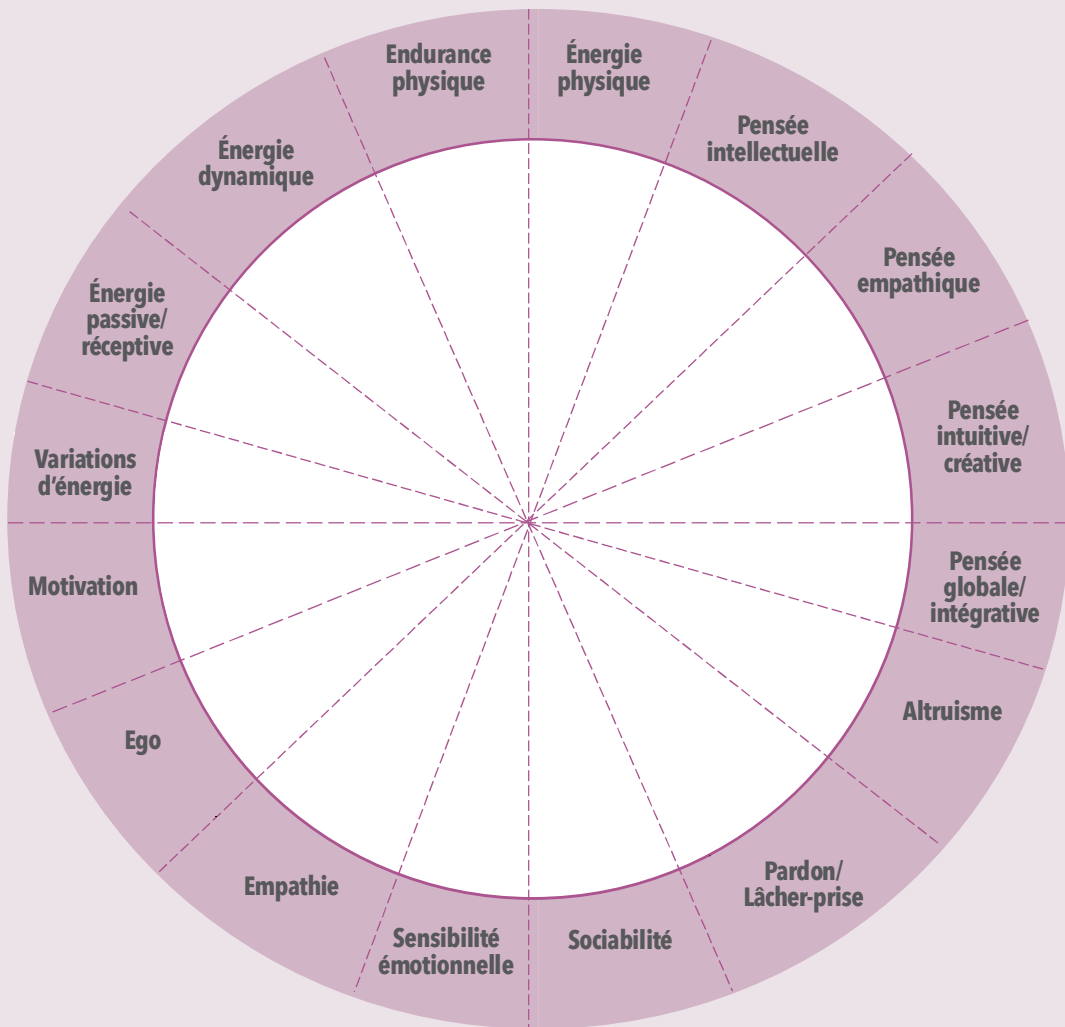 Endurance
physique
Énergie
physique
Pensée
intellectuelle
Pensée
empathique
Pensée
intuitive/
créative
Pensée
globale/
intégrative
Altruisme
Pardon/
Lâcher-prise
Sociabilité
Sensibilité
émotionnelle
Empathie
Ego
Motivation
Variations
d’énergie
Énergie
passive/
réceptive
Énergie
dynamique